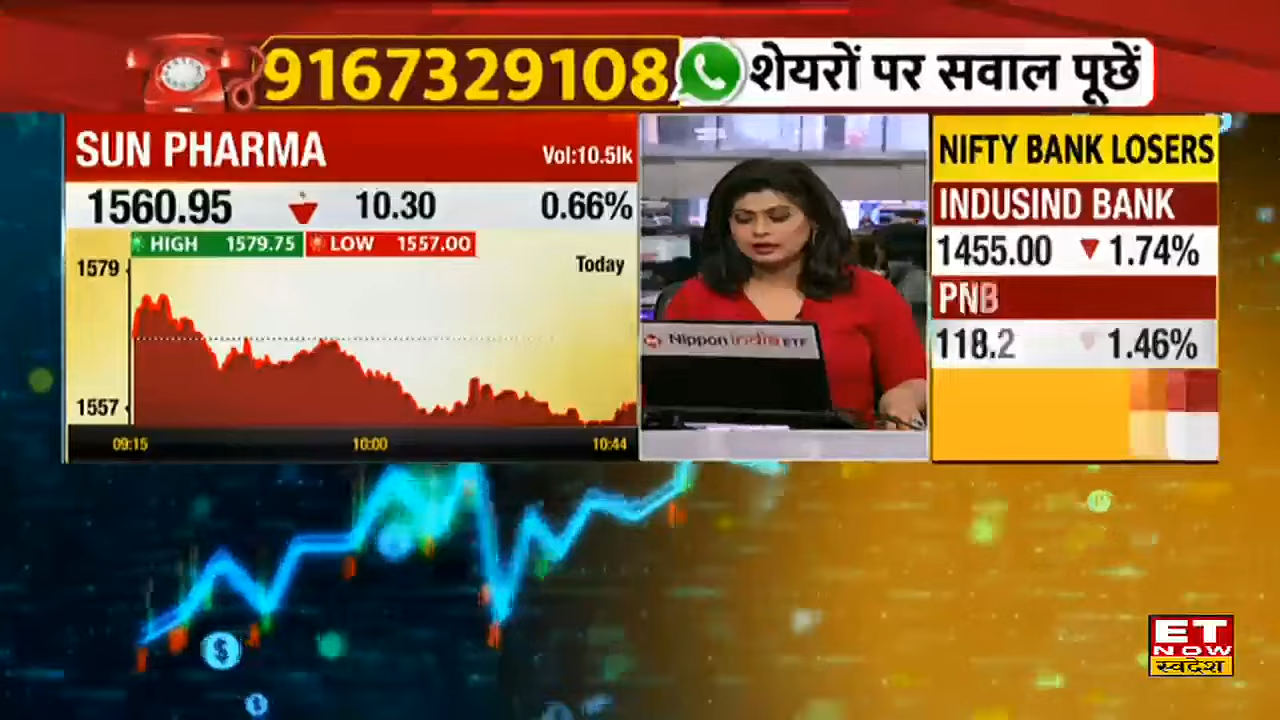 9167329108 शेयरों पर सवाल पूछें
SUN PHARMA Vol:10.5lk
1560.95 10.30 0.66%
HIGH 1579.75 LOW 1557.00
Today
1579
1557
09:15 10:00 10:44
Nippon india ETF
NIFTY BANK LOSERS
INDUSIND BANK
1455.00 1.74%
PNB
118.2 1.46%
ET
NOW
स्वदेश